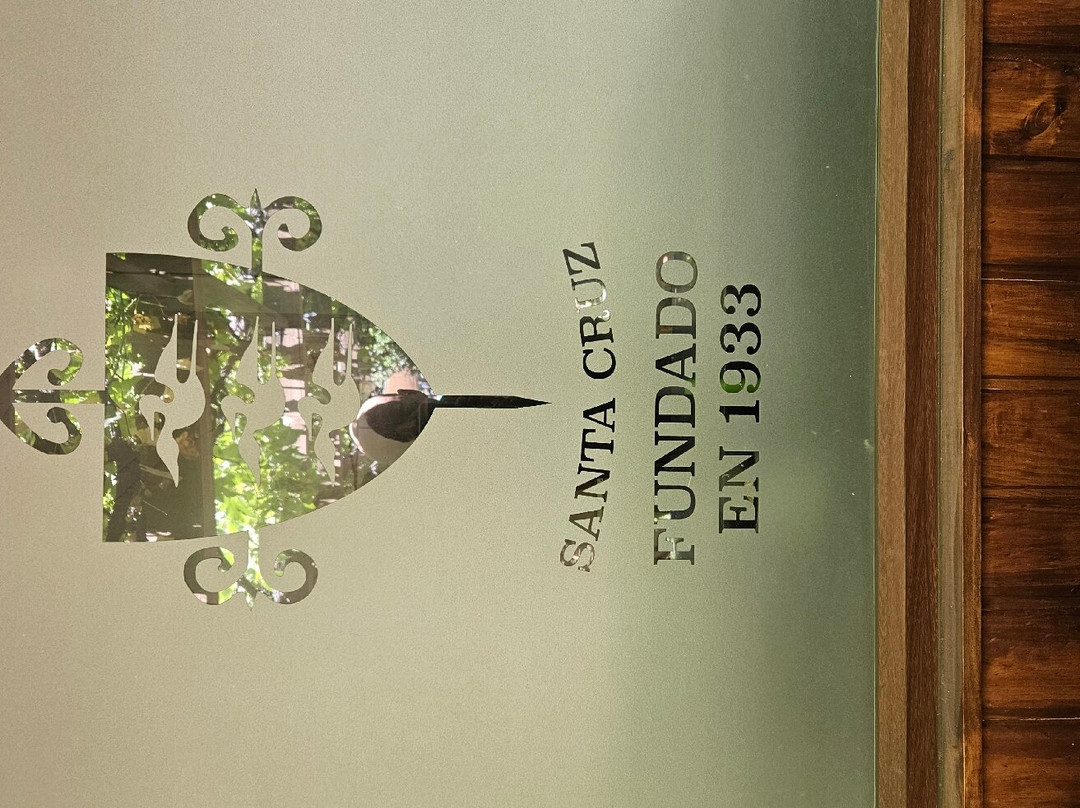 SANTA CRUZ
FUNDADO
EN 1933